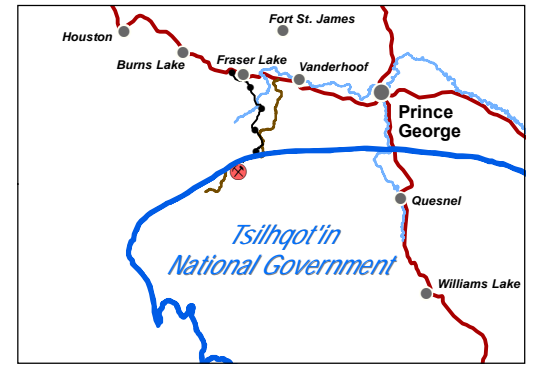 Fort St. James
Houston
Burns Lake
Fraser Lake
Vanderhoof
Prince
George
Quesnel
Tsilhqot'in
National Government
Williams Lake